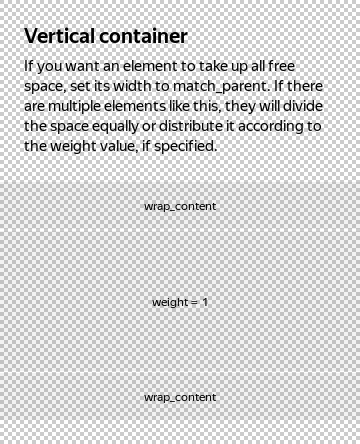 Vertical container
If you want an element to take up all free
space, set its width to match_parent. If there
are multiple elements like this, they will divide
the space equally or distribute it according to
the weight value, if specified.
wrap_content
weight = 1
wrap_content